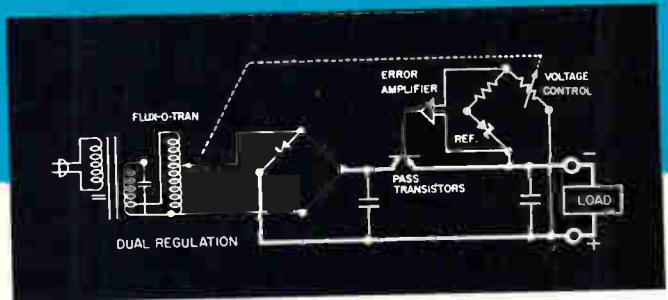 ERROR
AMPLIFIER
VOLTAGE
CONTROL
FLUX-O-TRAN
REF.
PASS
TRANSISTORS
−
LOAD
+
DUAL REGULATION